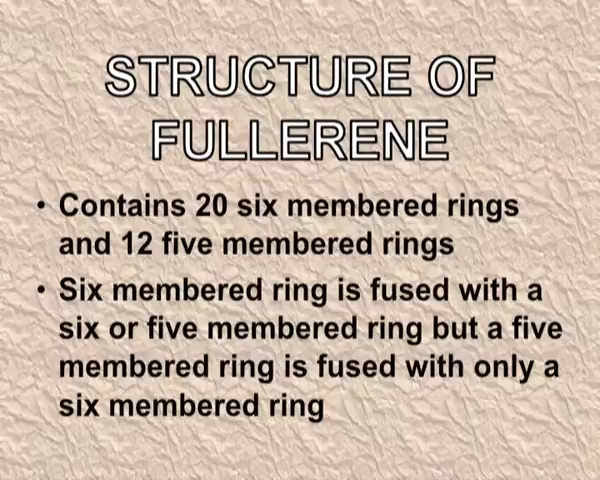 STRUCTURE OF
FULLERENE
• Contains 20 six membered rings
and 12 five membered rings
• Six membered ring is fused with a
six or five membered ring but a five
membered ring is fused with only a
six membered ring